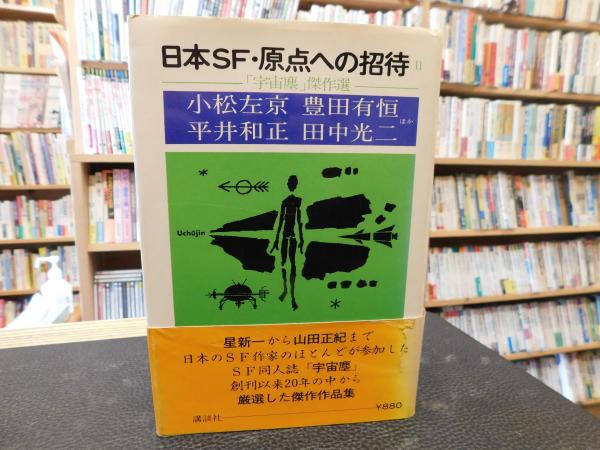 日本SF・原点への招待 II
「宇宙塵」傑作選
小松左京 豊田有恒
平井和正 田中光二 ほか
Uchūjin
星新一から山田正紀まで
日本のSF作家のほとんどが参加した
SF同人誌「宇宙塵」
創刊以来20年の中から
厳選した傑作作品集
講談社 ¥880